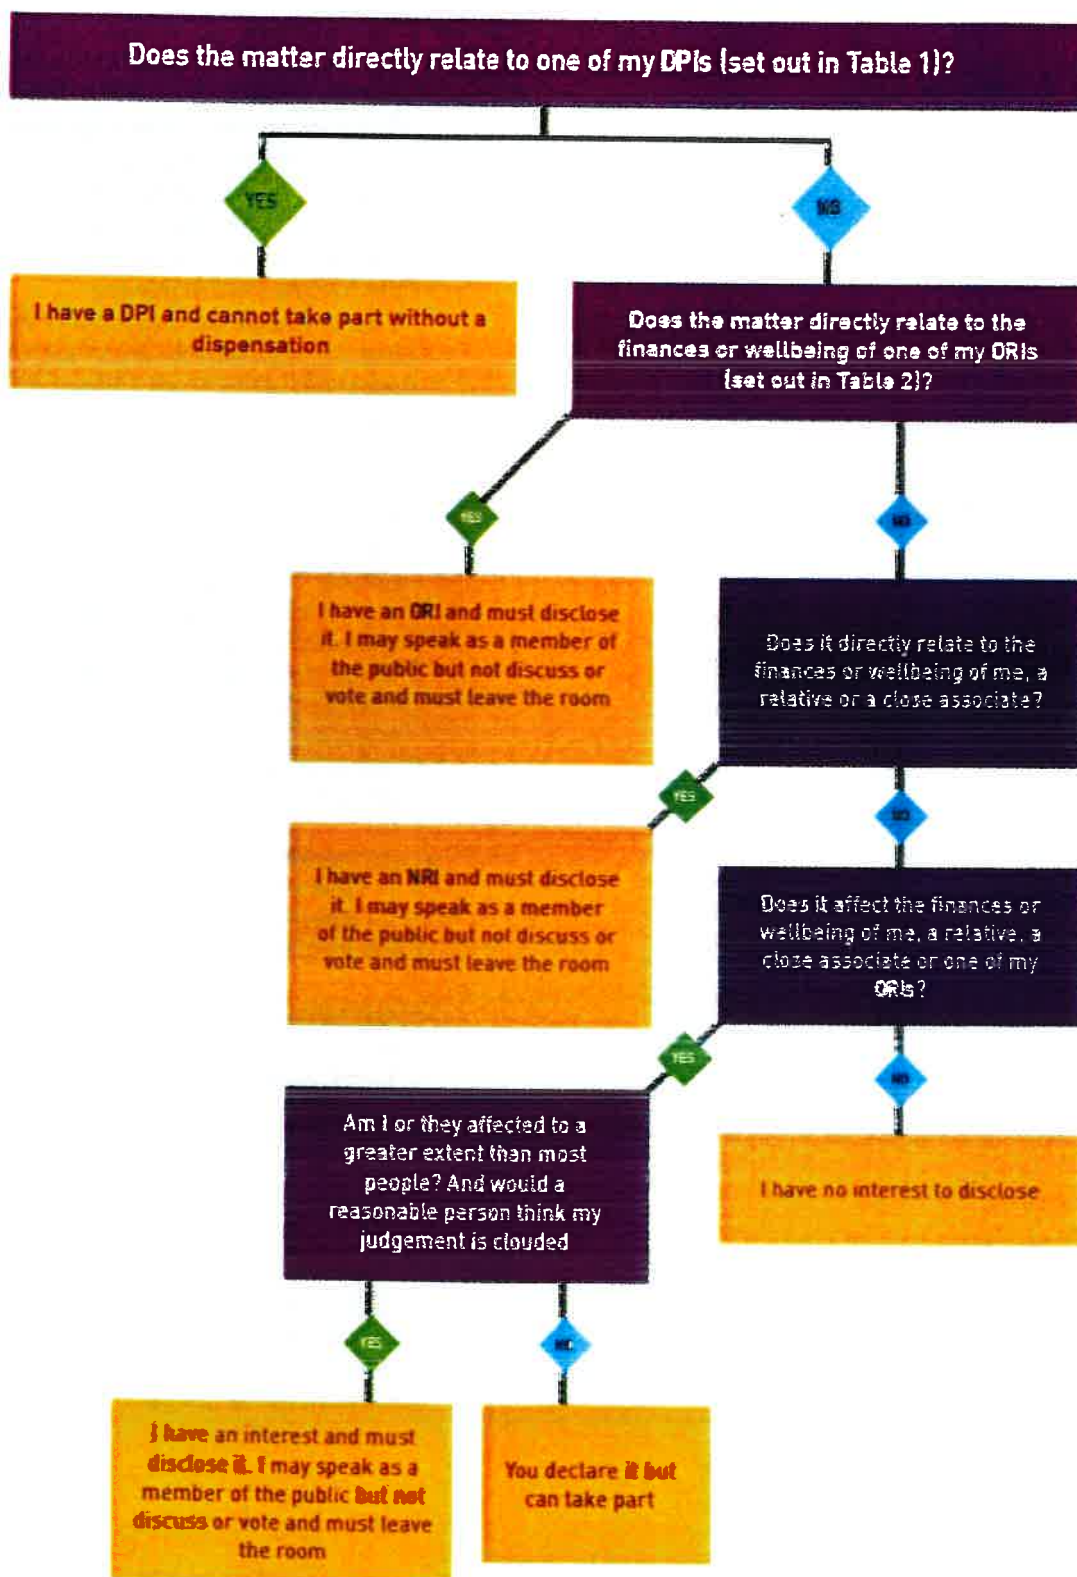 Does the matter directly relate to one of my DPIs (set out in Table 1)?
YES
NO
I have a DPI and cannot take part without a
dispensation
Does the matter directly relate to the
finances or wellbeing of one of my ORIs
(set out in Table 2)?
YES
NO
I have an ORI and must disclose
it. I may speak as a member of
the public but not discuss or
vote and must leave the room
Does it directly relate to the
finances or wellbeing of me, a
relative or a close associate?
YES
NO
I have an NRI and must disclose
it. I may speak as a member
of the public but not discuss or
vote and must leave the room
Does it affect the finances or
wellbeing of me, a relative, a
close associate or one of my
ORIs?
YES
NO
Am I or they affected to a
greater extent than most
people? And would a
reasonable person think my
judgement is clouded
I have no interest to disclose
YES
NO
I have an interest and must
disclose it. I may speak as a
member of the public but not
discuss or vote and must leave
the room
You declare it but
can take part